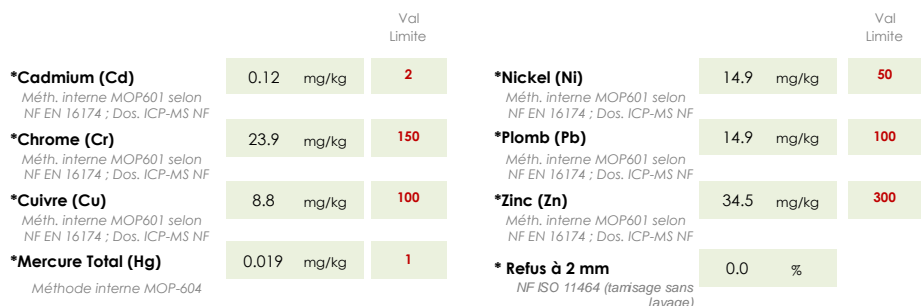 Val
Limite
*Cadmium (Cd) 0.12 mg/kg 2
Méth. interne MOP601 selon
NF EN 16174 ; Dos. ICP-MS NF
*Chrome (Cr) 23.9 mg/kg 150
Méth. interne MOP601 selon
NF EN 16174 ; Dos. ICP-MS NF
*Cuivre (Cu) 8.8 mg/kg 100
Méth. interne MOP601 selon
NF EN 16174 ; Dos. ICP-MS NF
*Mercure Total (Hg) 0.019 mg/kg 1
Méthode interne MOP-604
Val
Limite
*Nickel (Ni) 14.9 mg/kg 50
Méth. interne MOP601 selon
NF EN 16174 ; Dos. ICP-MS NF
*Plomb (Pb) 14.9 mg/kg 100
Méth. interne MOP601 selon
NF EN 16174 ; Dos. ICP-MS NF
*Zinc (Zn) 34.5 mg/kg 300
Méth. interne MOP601 selon
NF EN 16174 ; Dos. ICP-MS NF
* Refus à 2 mm 0.0 %
NF ISO 11464 (tamisage sans
lavage)